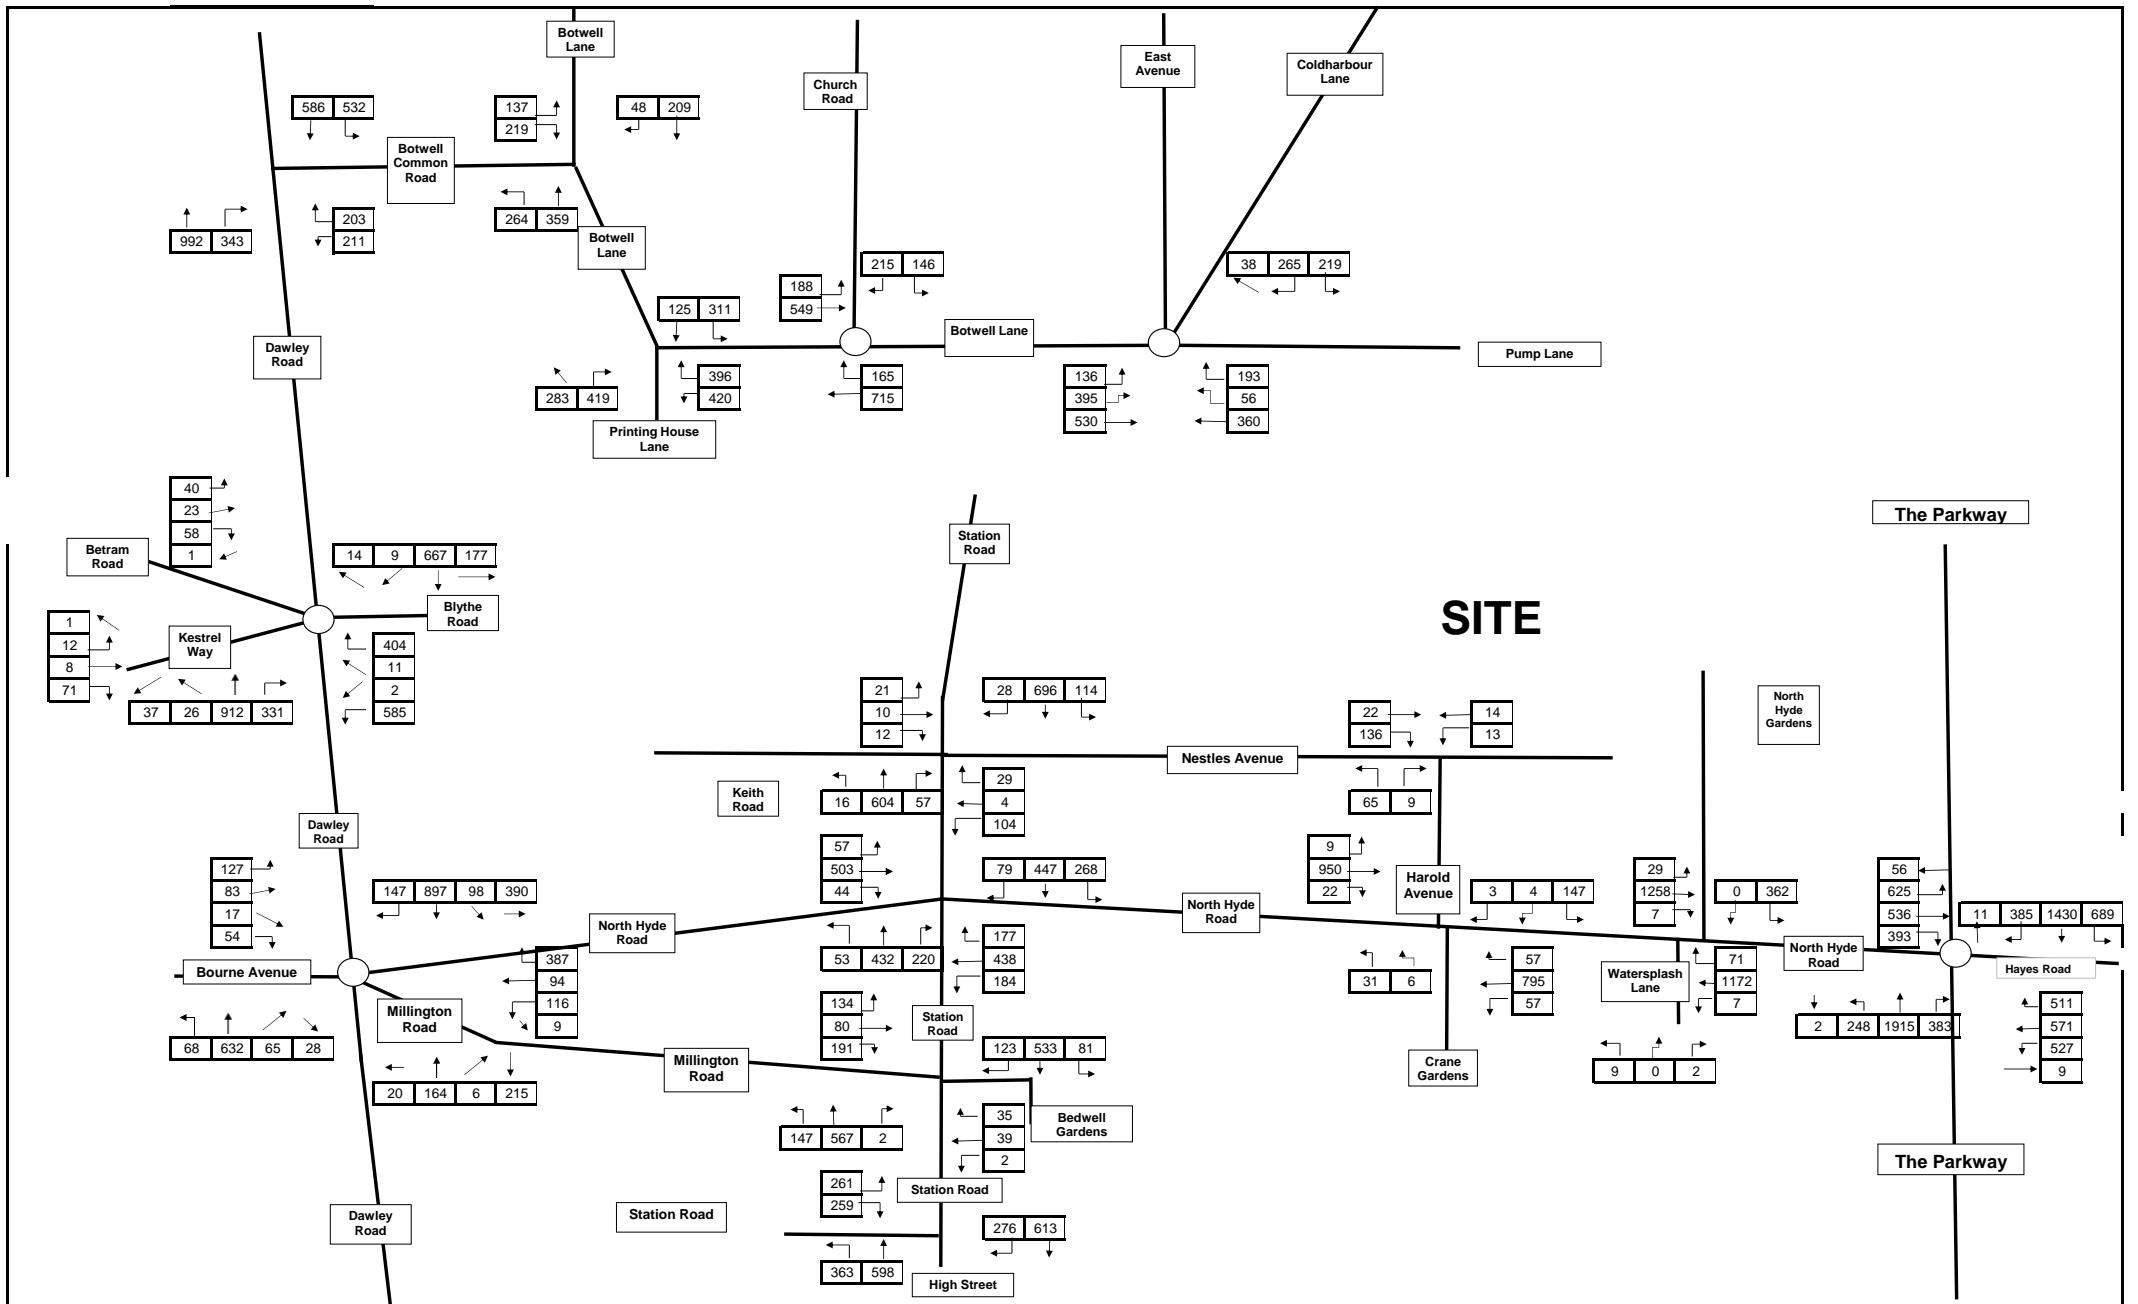 Botwell
Lane
East
Avenue
Coldharbour
Lane
Church
Road
586 532
137
219
48 209
Botwell
Common
Road
992 343
203
211
264 359
Botwell
Lane
215 146
38 265 219
188
549
125 311
Botwell Lane
Dawley
Road
Pump Lane
283 419
396
420
165
715
136
395
530
193
56
360
Printing House
Lane
40
23
58
1
The Parkway
Station
Road
Betram
Road
14 9 667 177
Blythe
Road
SITE
1
12
8
71
Kestrel
Way
404
11
2
585
37 26 912 331
21
10
12
28 696 114
22
136
14
13
North
Hyde
Gardens
Nestles Avenue
Keith
Road
16 604 57
29
4
104
65 9
Dawley
Road
57
503
44
9
950
22
127
83
17
54
147 897 98 390
79 447 268
Harold
Avenue
3 4 147
29
1258
7
0 362
56
625
536
393
11 385 1430 689
North Hyde
Road
North Hyde
Road
North Hyde
Road
Bourne Avenue
387
94
116
9
53 432 220
177
438
184
31 6
57
795
57
Watersplash
Lane
71
1172
7
Hayes Road
Millington
Road
134
80
191
Station
Road
2 248 1915 383
511
571
527
9
68 632 65 28
Millington
Road
123 533 81
Crane
Gardens
9 0 2
20 164 6 215
147 567 2
35
39
2
Bedwell
Gardens
The Parkway
261
259
Station Road
Dawley
Road
Station Road
276 613
363 598
High Street